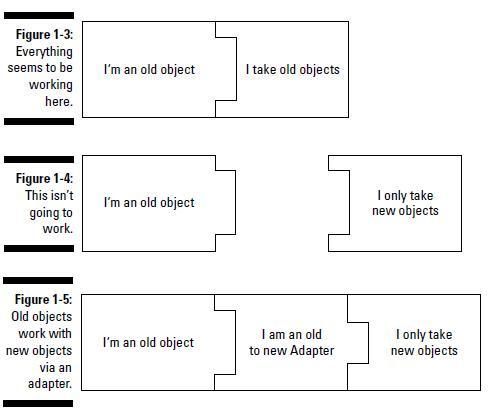 Figure 1-3:
Everything
seems to be
working
here.
I'm an old object
I take old objects
Figure 1-4:
This isn't
going to
work.
I'm an old object
I only take
new objects
Figure 1-5:
Old objects
work with
new objects
via an
adapter.
I'm an old object
I am an old
to new Adapter
I only take
new objects